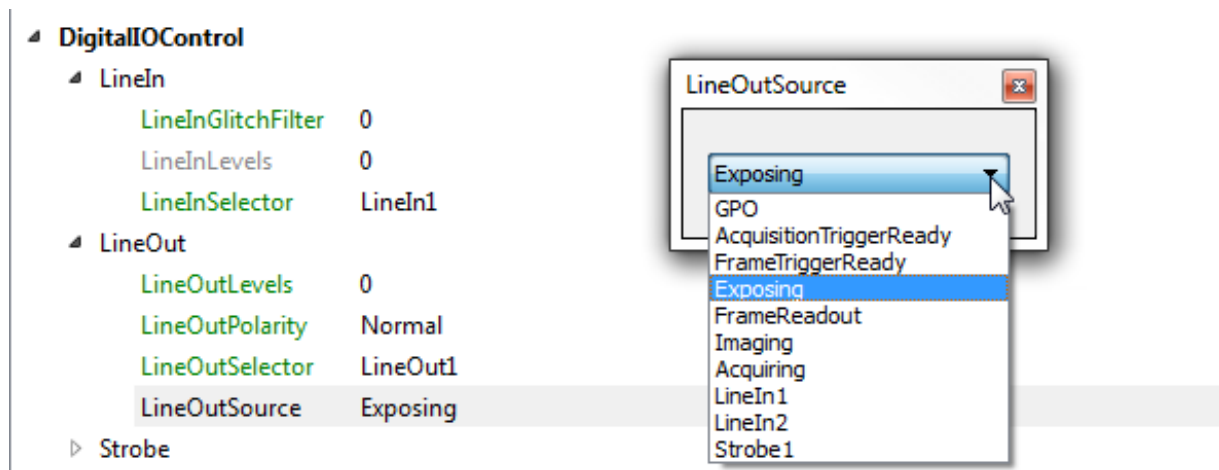 DigitalIOControl
LineIn
LineInGlitchFilter 0
LineInLevels 0
LineInSelector LineIn1
LineOut
LineOutLevels 0
LineOutPolarity Normal
LineOutSelector LineOut1
LineOutSource Exposing
Strobe
LineOutSource
Exposing
GPO
AcquisitionTriggerReady
FrameTriggerReady
Exposing
FrameReadout
Imaging
Acquiring
LineIn1
LineIn2
Strobe1